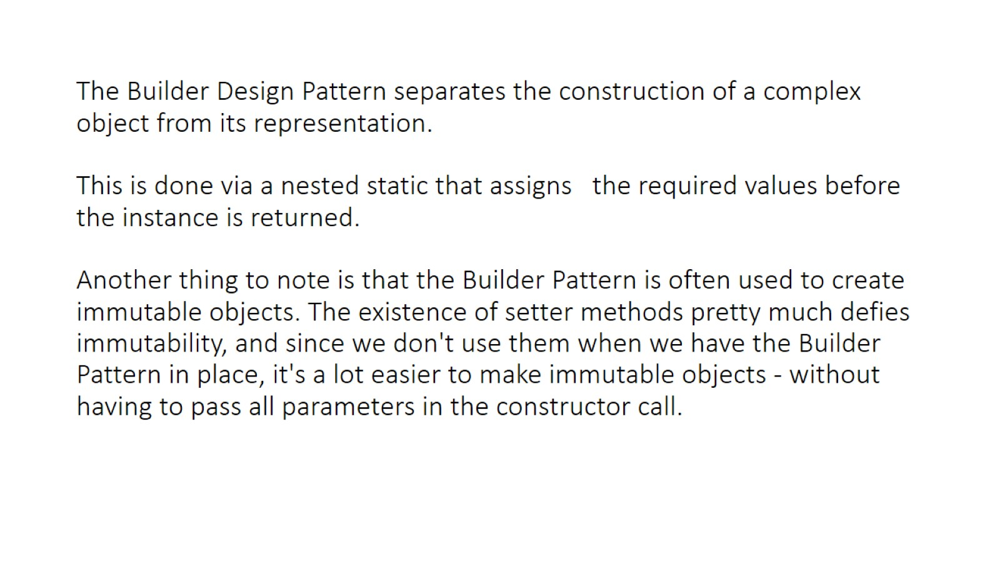 The Builder Design Pattern separates the construction of a complex
object from its representation.
This is done via a nested static that assigns   the required values before
the instance is returned.
Another thing to note is that the Builder Pattern is often used to create
immutable objects. The existence of setter methods pretty much defies
immutability, and since we don't use them when we have the Builder
Pattern in place, it's a lot easier to make immutable objects - without
having to pass all parameters in the constructor call.